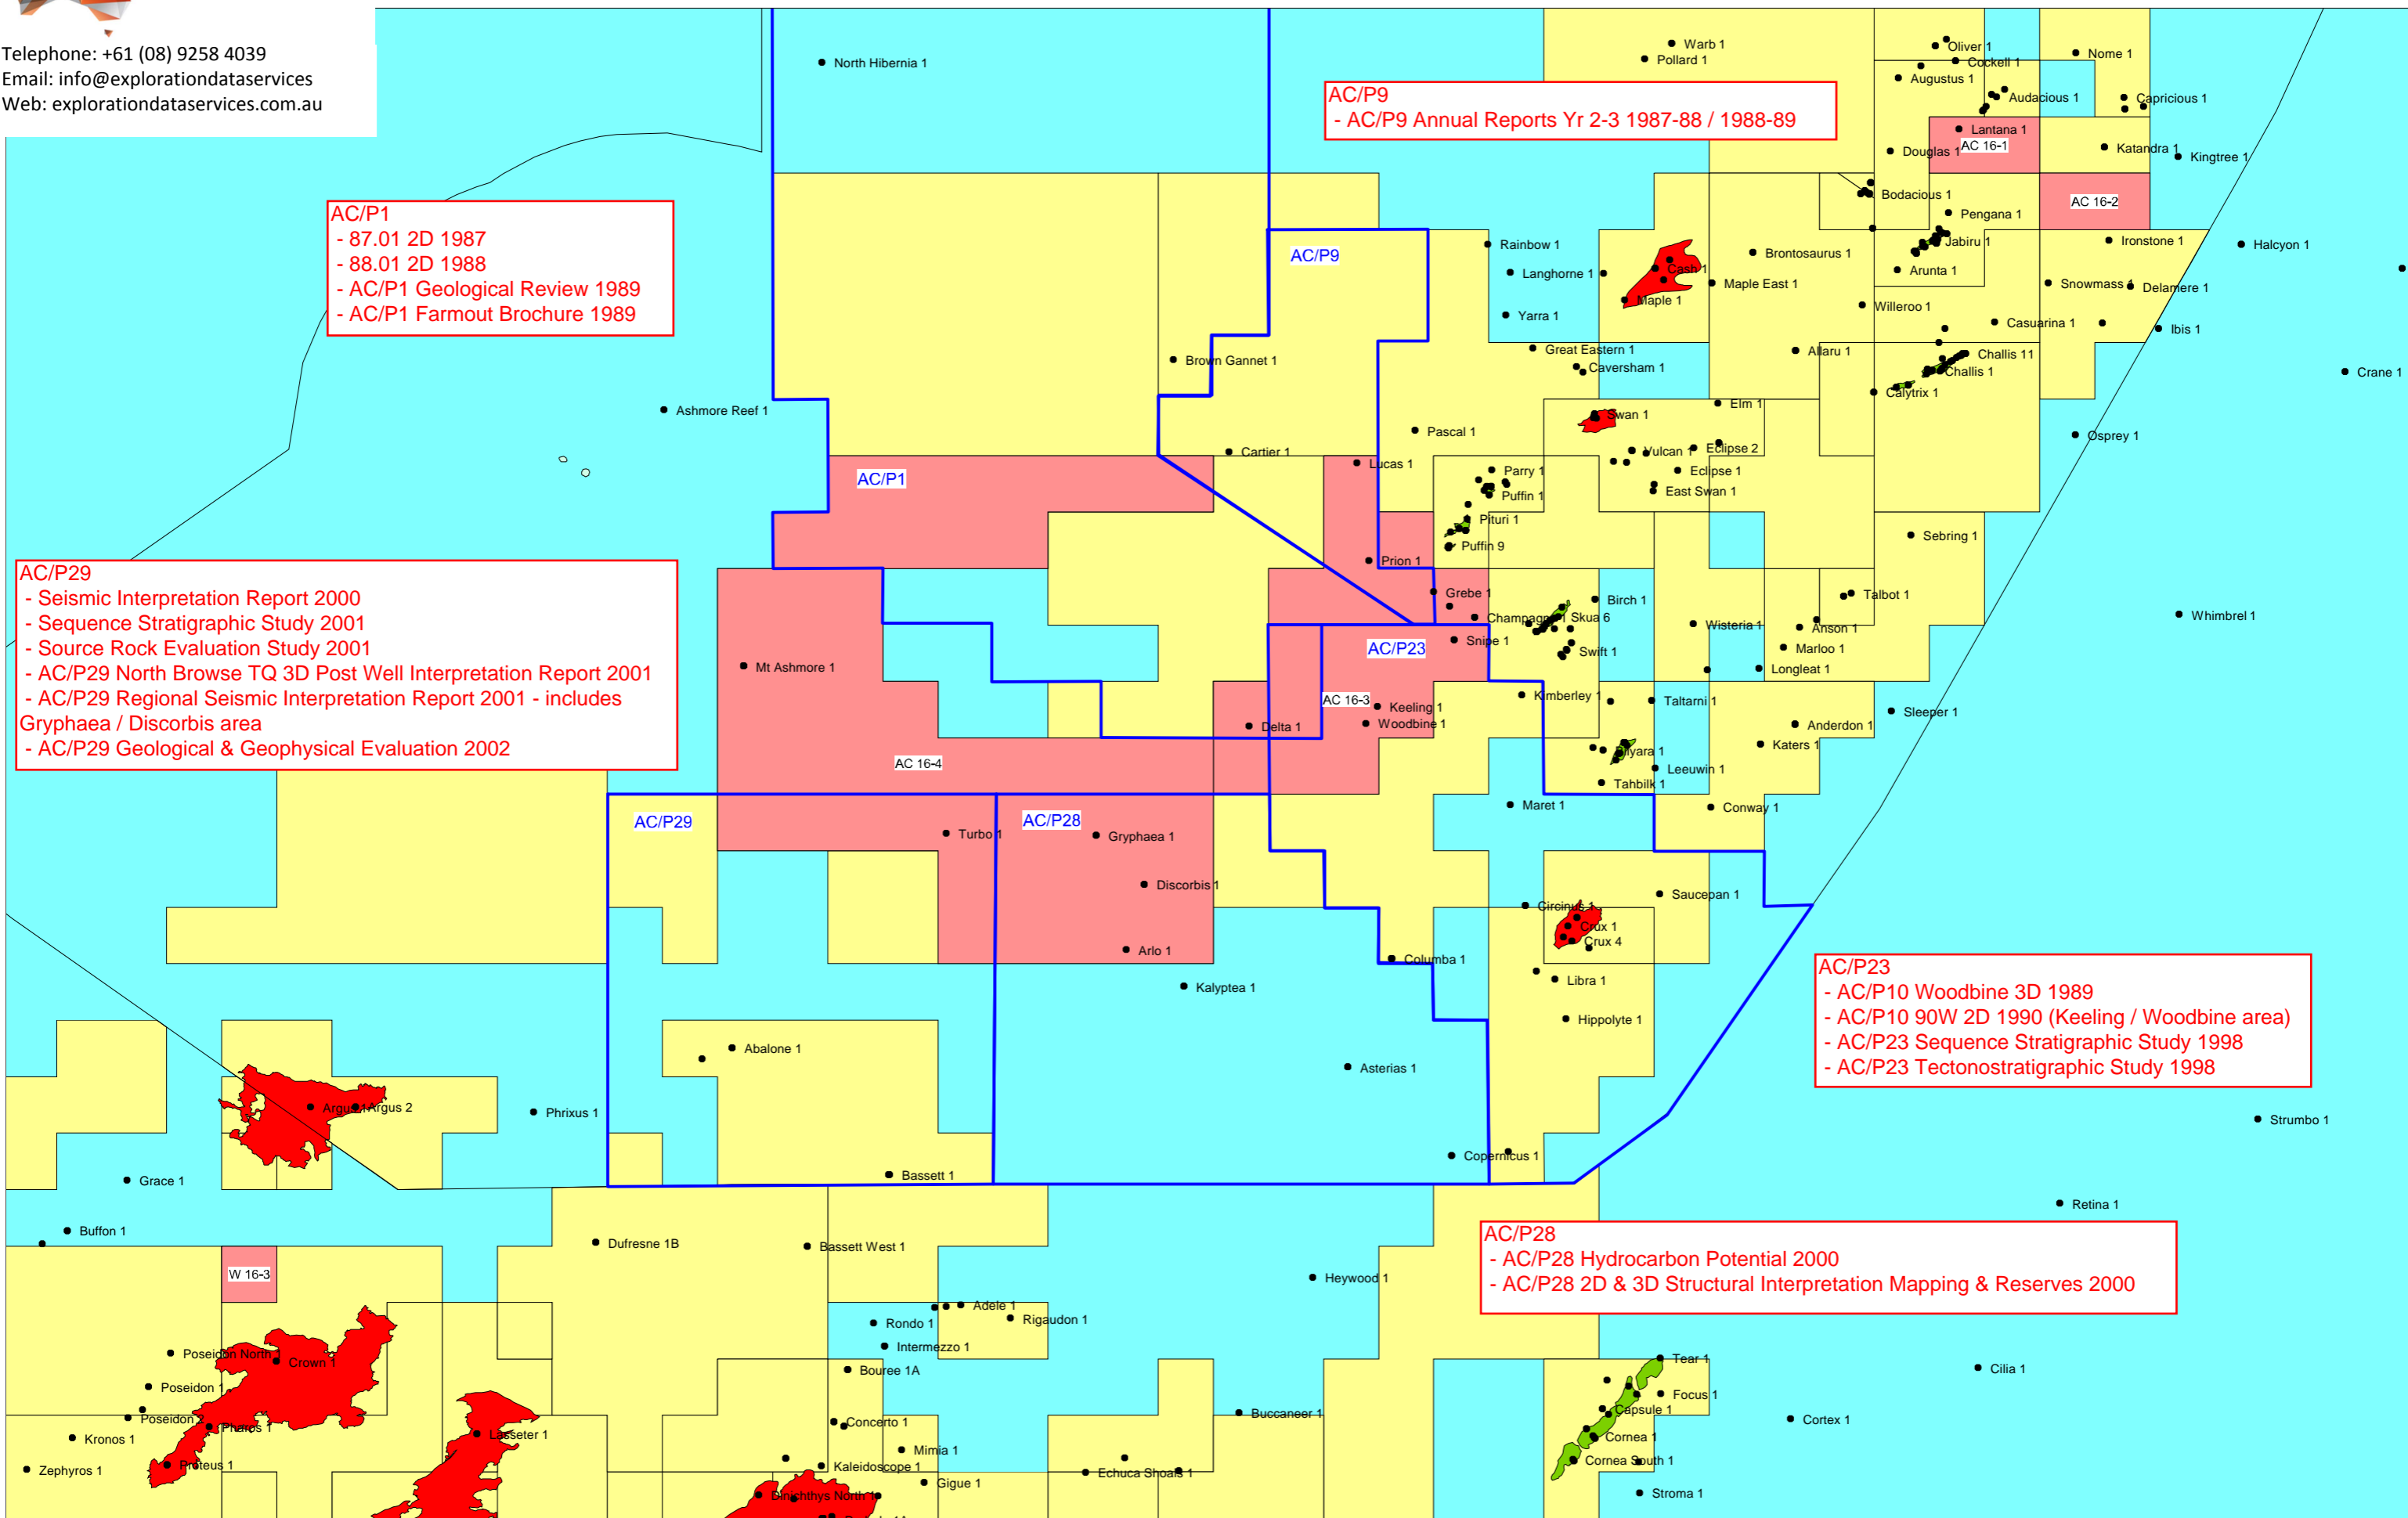 Telephone: +61 (08) 9258 4039
Email: info@explorationdataservices
Web: explorationdataservices.com.au
North Hibernia 1
Warb 1
Pollard 1
Oliver 1
Cockell 1
Nome 1
Augustus 1
Audacious 1
Capricious 1
AC/P9
- AC/P9 Annual Reports Yr 2-3 1987-88 / 1988-89
Lantana 1
AC 16-1
Douglas 1
Katandra 1
Kingtree 1
Bodacious 1
AC 16-2
Pengana 1
AC/P1
- 87.01 2D 1987
- 88.01 2D 1988
- AC/P1 Geological Review 1989
- AC/P1 Farmout Brochure 1989
AC/P9
Rainbow 1
Langhorne 1
Cash 1
Maple 1
Yarra 1
Brontosaurus 1
Maple East 1
Jabiru 1
Arunta 1
Ironstone 1
Halcyon 1
Snowmass 1
Delamere 1
Willeroo 1
Casuarina 1
Ibis 1
Brown Gannet 1
Great Eastern 1
Caversham 1
Allaru 1
Challis 11
Challis 1
Calytrix 1
Crane 1
Ashmore Reef 1
Elm 1
Swan 1
Pascal 1
Osprey 1
Cartier 1
Lucas 1
Vulcan 1
Eclipse 2
Eclipse 1
East Swan 1
AC/P1
Parry 1
Puffin 1
Pituri 1
Puffin 9
Sebring 1
Prion 1
AC/P29
- Seismic Interpretation Report 2000
- Sequence Stratigraphic Study 2001
- Source Rock Evaluation Study 2001
- AC/P29 North Browse TQ 3D Post Well Interpretation Report 2001
- AC/P29 Regional Seismic Interpretation Report 2001 - includes
Gryphaea / Discorbis area
- AC/P29 Geological & Geophysical Evaluation 2002
Grebe 1
Champagny 1
Birch 1
Skua 6
Talbot 1
Whimbrel 1
Wisteria 1
Anson 1
Snipe 1
AC/P23
Swift 1
Marloo 1
Longleat 1
Mt Ashmore 1
AC 16-3
Keeling 1
Woodbine 1
Kimberley 1
Taltarni 1
Sleeper 1
Delta 1
Anderdon 1
Katers 1
AC 16-4
Leeuwin 1
Tahbilk 1
Maret 1
Conway 1
AC/P29
Turbo 1
AC/P28
Gryphaea 1
Discorbis 1
Saucepan 1
Circinus 1
Crux 1
Crux 4
Arlo 1
Columba 1
Libra 1
Kalyptea 1
Hippolyte 1
AC/P23
- AC/P10 Woodbine 3D 1989
- AC/P10 90W 2D 1990 (Keeling / Woodbine area)
- AC/P23 Sequence Stratigraphic Study 1998
- AC/P23 Tectonostratigraphic Study 1998
Abalone 1
Asterias 1
Argus 1
Argus 2
Phrixus 1
Strumbo 1
Copernicus 1
Bassett 1
Grace 1
Retina 1
Buffon 1
Dufresne 1B
Bassett West 1
W 16-3
Heywood 1
AC/P28
- AC/P28 Hydrocarbon Potential 2000
- AC/P28 2D & 3D Structural Interpretation Mapping & Reserves 2000
Adele 1
Rigaudon 1
Rondo 1
Intermezzo 1
Bouree 1A
Poseidon North 1
Crown 1
Poseidon 1
Poseidon 2
Pharos 1
Kronos 1
Proteus 1
Zephyros 1
Lasseter 1
Concerto 1
Mimia 1
Kaleidoscope 1
Gigue 1
Dinichthys North 1
Echuca Shoals 1
Buccaneer 1
Tear 1
Focus 1
Capsule 1
Cornea 1
Cornea South 1
Stroma 1
Cilia 1
Cortex 1